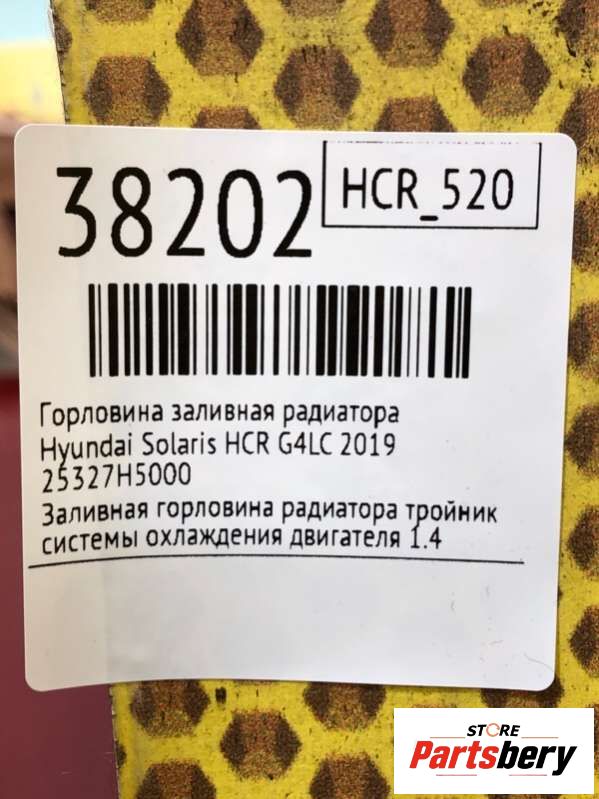 38202
HCR_520
Горловина заливная радиатора
Hyundai Solaris HCR G4LC 2019
25327H5000
Заливная горловина радиатора тройник
системы охлаждения двигателя 1.4
STORE
Partsbery